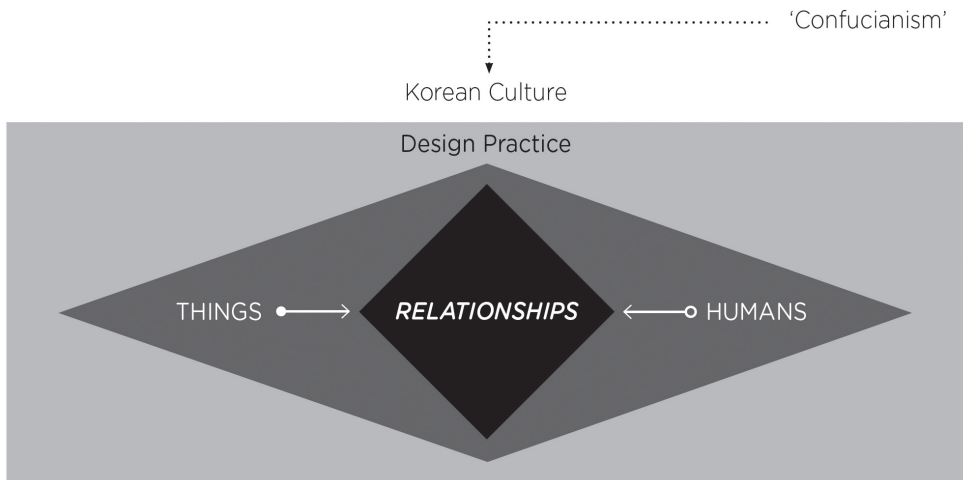 ‘Confucianism’
Korean Culture
Design Practice
THINGS RELATIONSHIPS HUMANS